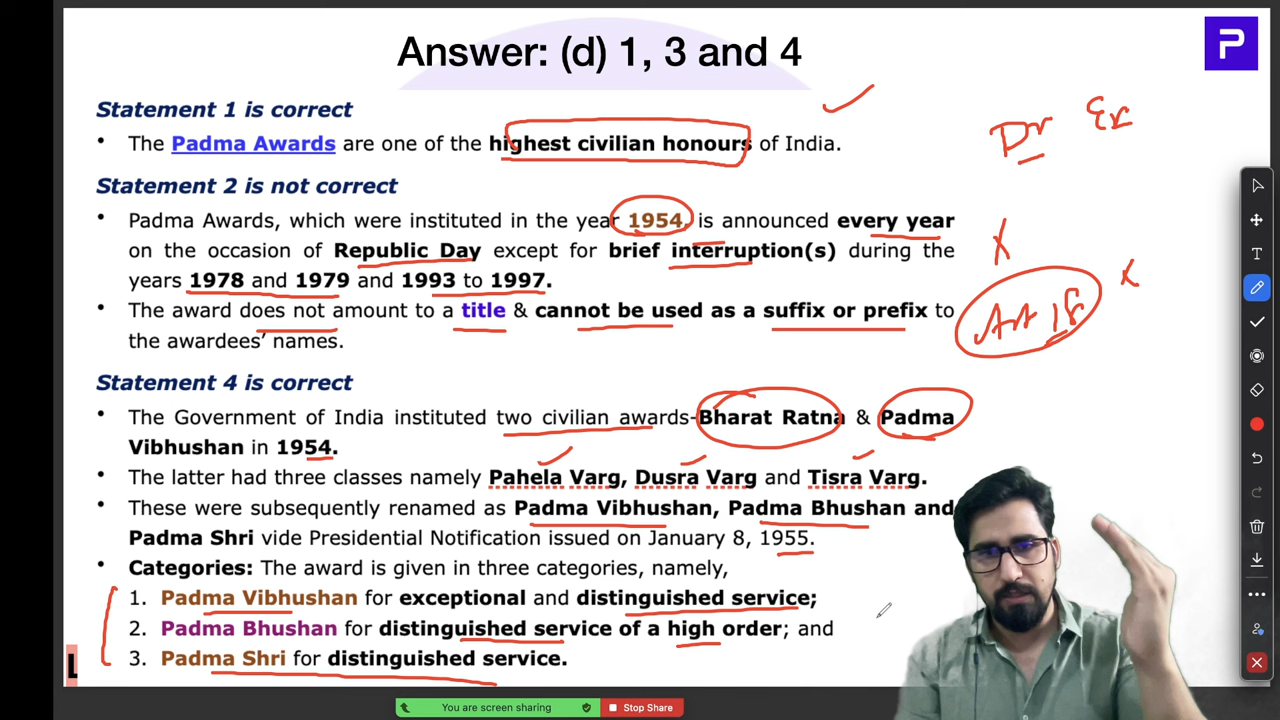 Answer: (d) 1, 3 and 4
P
Statement 1 is correct
• The Padma Awards are one of the highest civilian honours of India.
Dr Er
Statement 2 is not correct
• Padma Awards, which were instituted in the year 1954, is announced every year
on the occasion of Republic Day except for brief interruption(s) during the
years 1978 and 1979 and 1993 to 1997.
• The award does not amount to a title & cannot be used as a suffix or prefix to
the awardees' names.
Art 18
Statement 4 is correct
• The Government of India instituted two civilian awards-Bharat Ratna & Padma
Vibhushan in 1954.
• The latter had three classes namely Pahela Varg, Dusra Varg and Tisra Varg.
• These were subsequently renamed as Padma Vibhushan, Padma Bhushan and
Padma Shri vide Presidential Notification issued on January 8, 1955.
• Categories: The award is given in three categories, namely,
1. Padma Vibhushan for exceptional and distinguished service;
2. Padma Bhushan for distinguished service of a high order; and
3. Padma Shri for distinguished service.
L
T
You are screen sharing
Stop Share